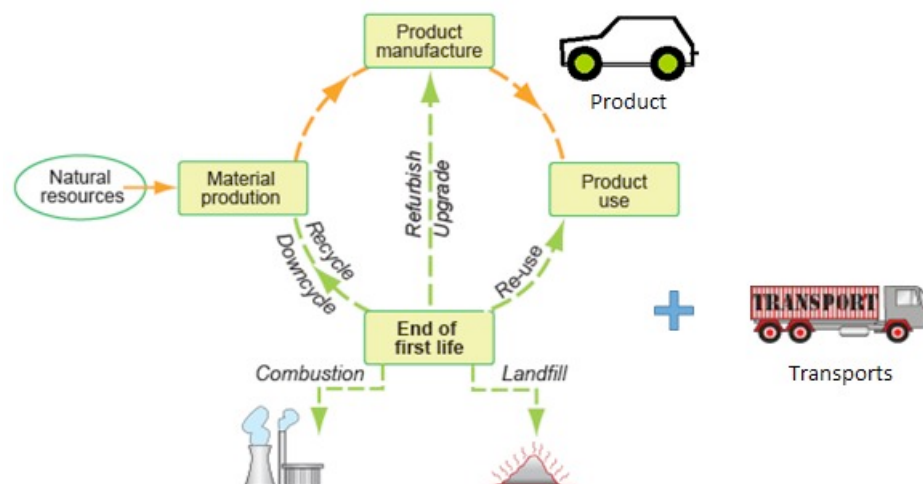 Product
manufacture
Product
Natural
resources
Material
prodution
Refurbish
Upgrade
Product
use
Recycle
Downcycle
Re-use
End of
first life
TRANSPORT
Combustion
Landfill
Transports